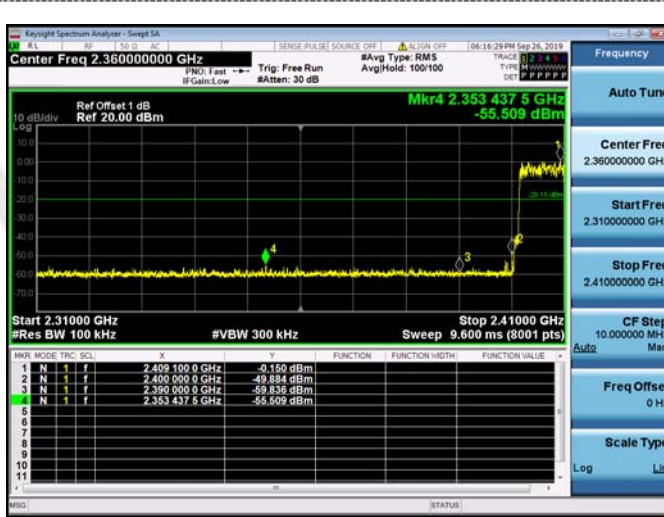 Keysight Spectrum Analyzer - Swept SA
RL RF 50 Ω AC SENSE:PULSE SOURCE OFF ALIGN OFF 06:16:29 PM Sep 26, 2019
Center Freq 2.360000000 GHz
PNO: Fast
IFGain:Low
Trig: Free Run
#Atten: 30 dB
#Avg Type: RMS
Avg|Hold: 100/100
TRACE 1 2 3 4 5
TYPE M W W W W W
DET P P P P P P
Ref Offset 1 dB
Ref 20.00 dBm
10 dB/div
Log
Mkr4 2.353 437 5 GHz
-55.509 dBm
10.0
0.00
-10.0
-20.0
-30.0
-40.0
-50.0
-60.0
-70.0
1
2
3
4
Start 2.31000 GHz
#Res BW 100 kHz
#VBW 300 kHz
Stop 2.41000 GHz
Sweep 9.600 ms (8001 pts)
MKR MODE TRC SCL X Y FUNCTION FUNCTION WIDTH FUNCTION VALUE
1 N 1 f 2.409 100 0 GHz -0.150 dBm
2 N 1 f 2.400 000 0 GHz -49.884 dBm
3 N 1 f 2.390 000 0 GHz -59.836 dBm
4 N 1 f 2.353 437 5 GHz -55.509 dBm
5
6
7
8
9
10
11
MSG STATUS
Frequency
Auto Tune
Center Freq
2.360000000 GHz
Start Freq
2.310000000 GHz
Stop Freq
2.410000000 GHz
CF Step
10.000000 MHz
Auto Man
Freq Offset
0 Hz
Scale Type
Log Lin